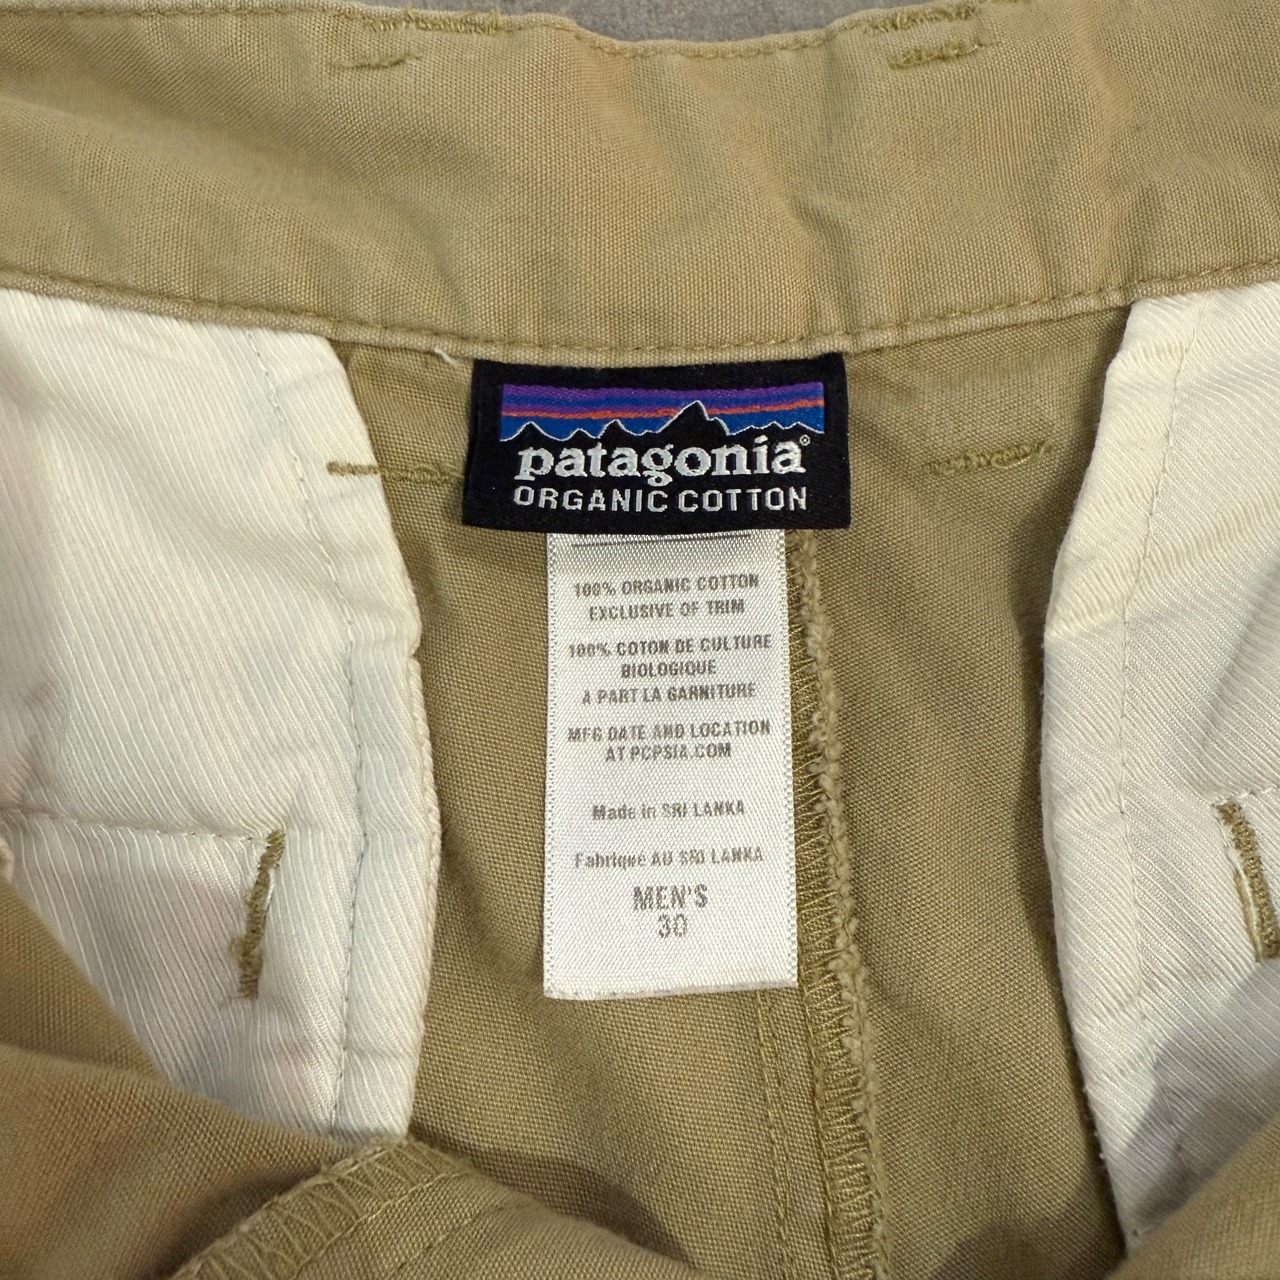 patagonia®
ORGANIC COTTON
100% ORGANIC COTTON
EXCLUSIVE OF TRIM
100% COTON DE CULTURE
BIOLOGIQUE
A PART LA GARNITURE
MFG DATE AND LOCATION
AT PCPSIA.COM
Made in SRI LANKA
Fabriqué AU SRI LANKA
MEN'S
30